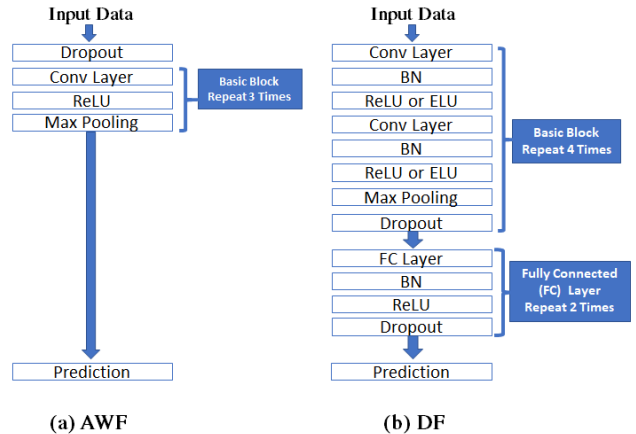 Input Data
Dropout
Conv Layer
ReLU
Max Pooling
Basic Block
Repeat 3 Times
Prediction
(a) AWF
Input Data
Conv Layer
BN
ReLU or ELU
Conv Layer
BN
ReLU or ELU
Max Pooling
Dropout
Basic Block
Repeat 4 Times
FC Layer
BN
ReLU
Dropout
Fully Connected
(FC) Layer
Repeat 2 Times
Prediction
(b) DF